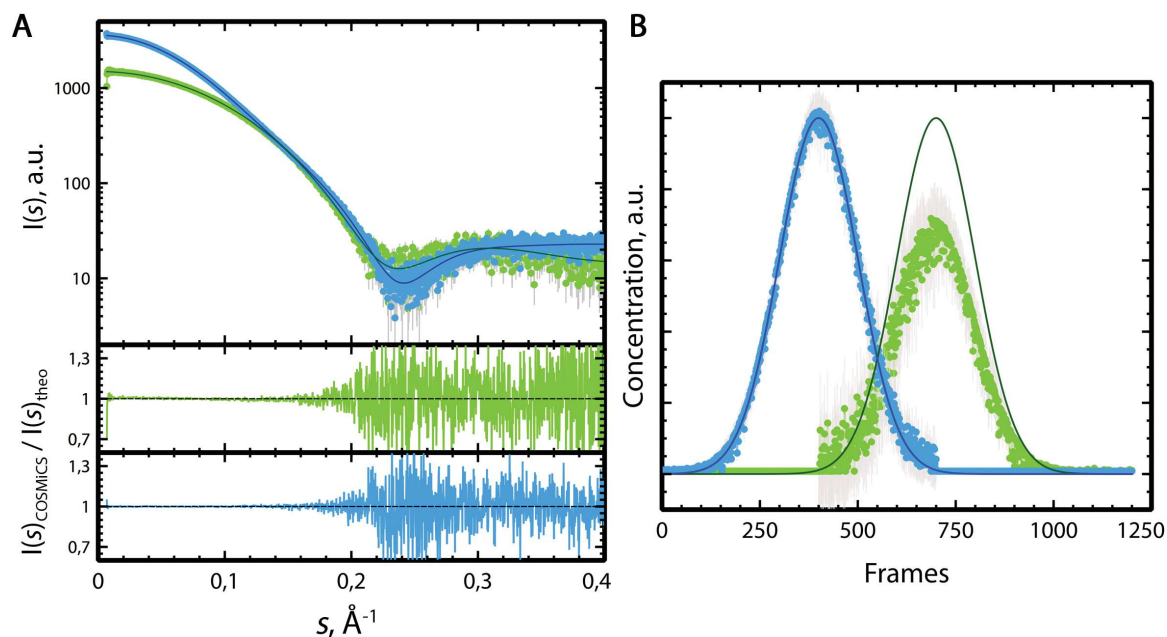 A
I(s), a.u.
1000
100
10
1,3
1
0,7
1,3
1
0,7
I(s)COSMiCS / I(s)theo
0
0,1
0,2
0,3
0,4
s, Å-1
B
Concentration, a.u.
0
250
500
750
1000
1250
Frames